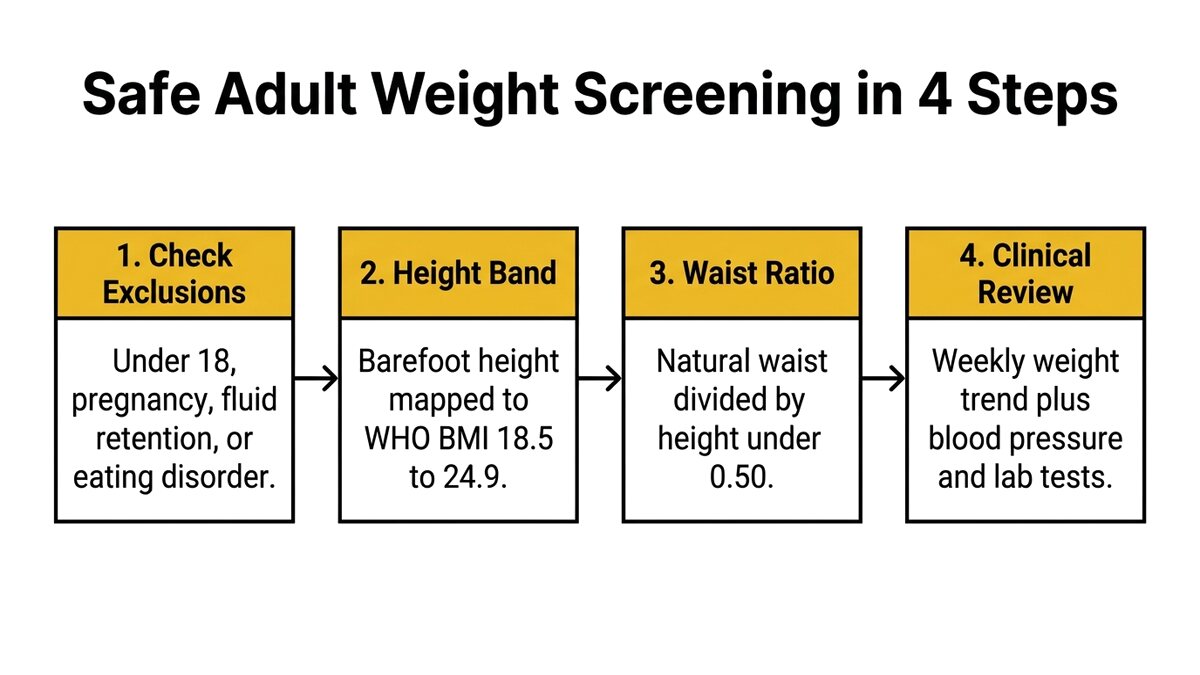 Safe Adult Weight Screening in 4 Steps
1. Check
Exclusions
Under 18,
pregnancy, fluid
retention, or
eating disorder.
2. Height Band
Barefoot height
mapped to
WHO BMI 18.5
to 24.9.
3. Waist Ratio
Natural waist
divided by
height under
0.50.
4. Clinical
Review
Weekly weight
trend plus
blood pressure
and lab tests.